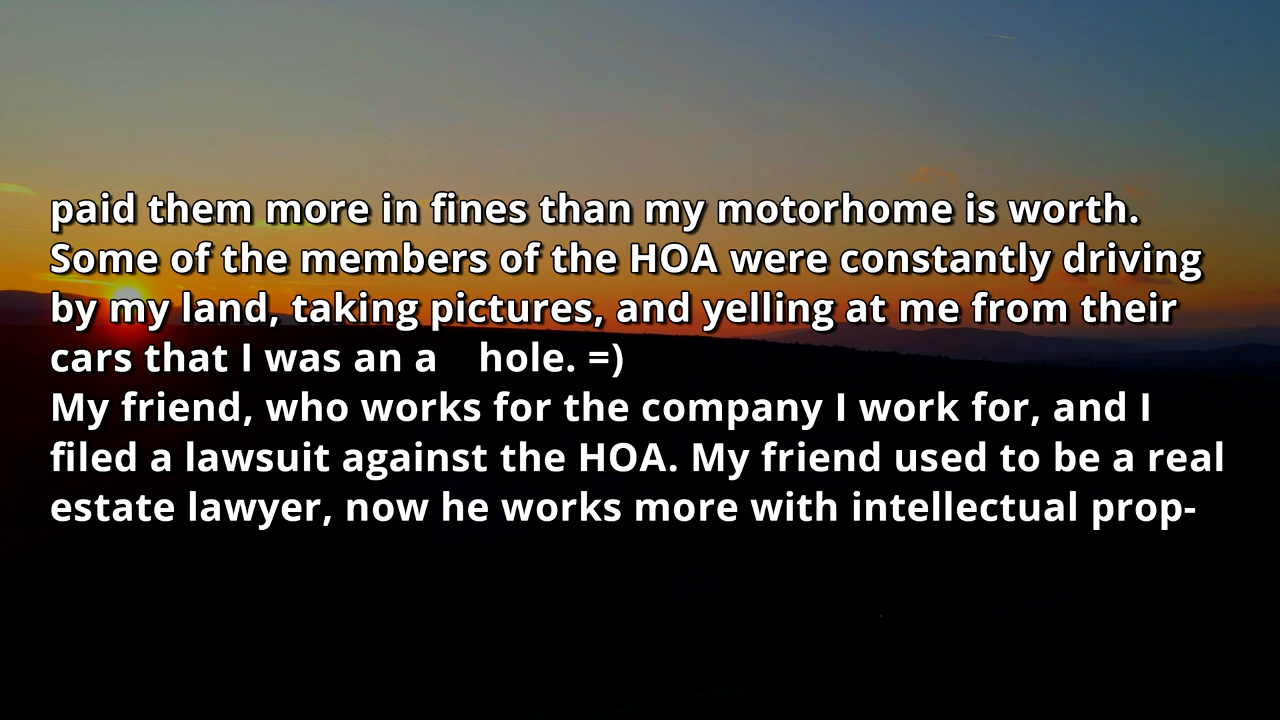 paid them more in fines than my motorhome is worth.
Some of the members of the HOA were constantly driving
by my land, taking pictures, and yelling at me from their
cars that I was an a    hole. =)
My friend, who works for the company I work for, and I
filed a lawsuit against the HOA. My friend used to be a real
estate lawyer, now he works more with intellectual prop-